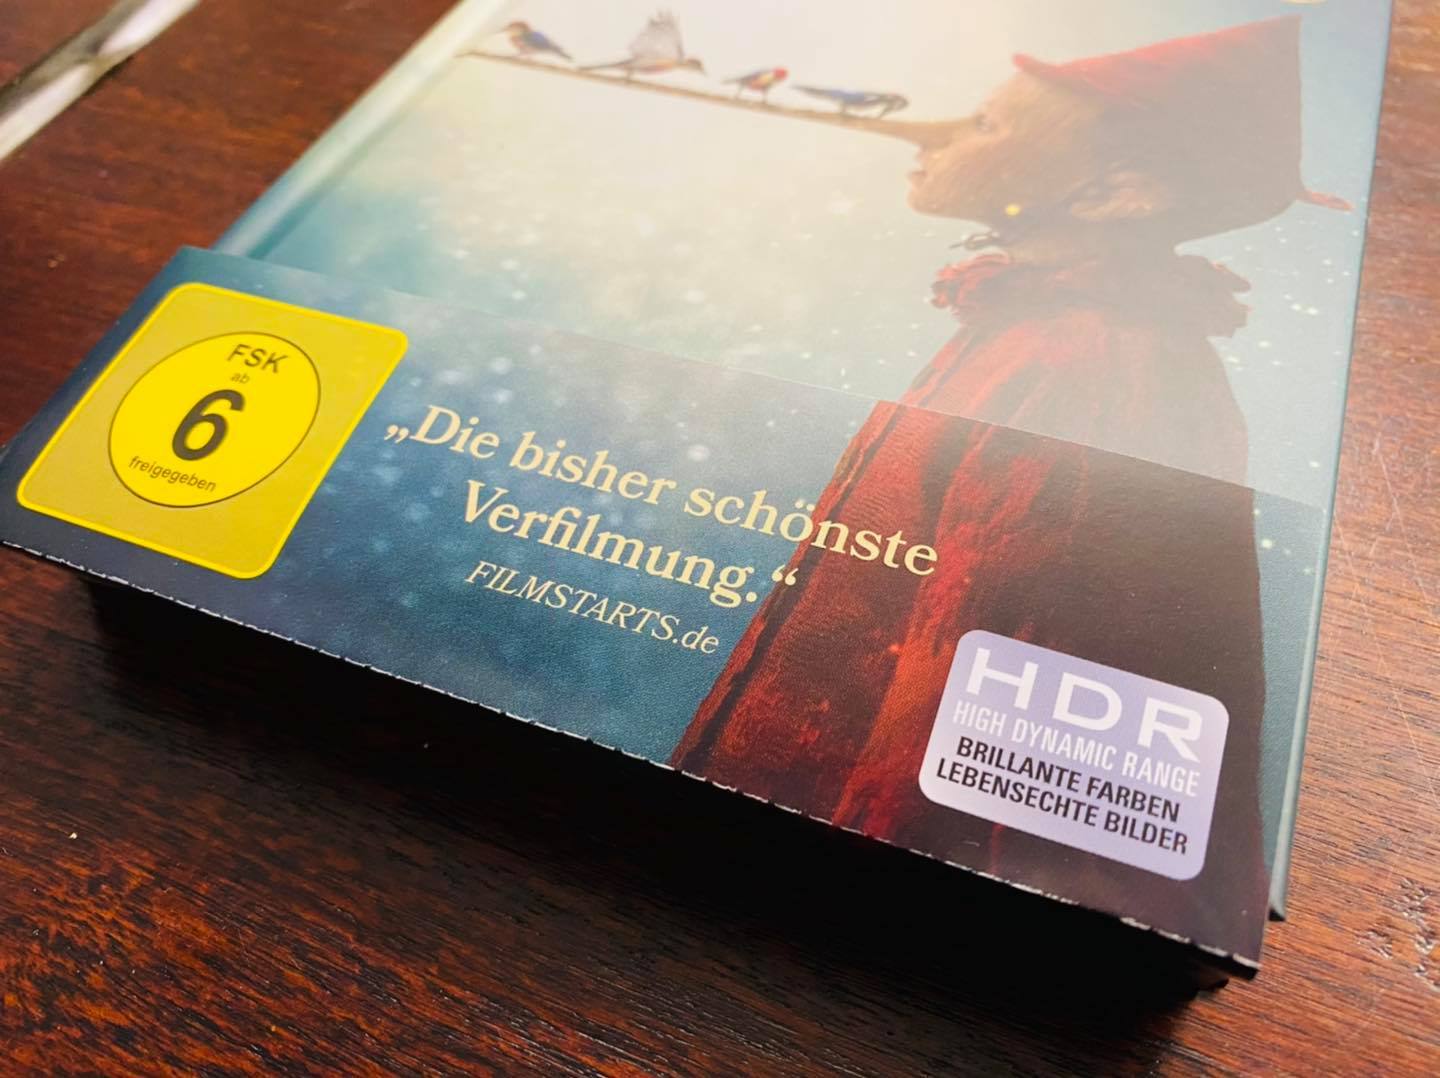 FSK
ab
6
freigegeben
„Die bisher schönste
Verfilmung.“
FILMSTARTS.de
HDR
HIGH DYNAMIC RANGE
BRILLANTE FARBEN
LEBENSECHTE BILDER